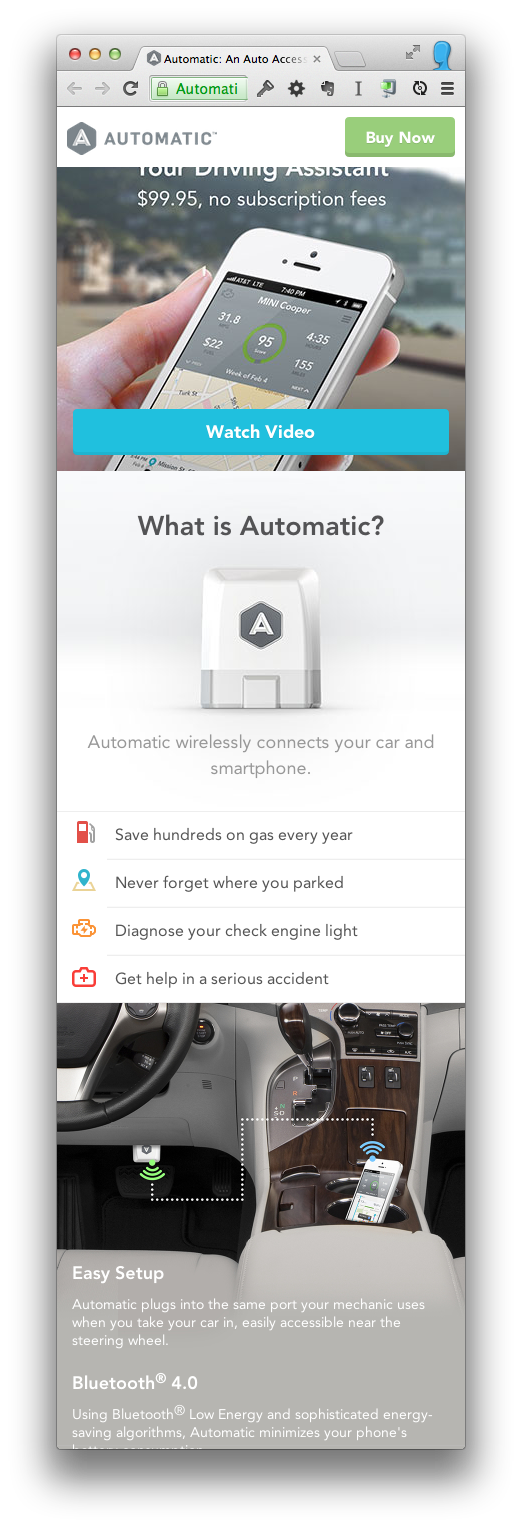 Automatic: An Auto Access
Automati
AUTOMATIC™
Buy Now
Your Driving Assistant
$99.95, no subscription fees
AT&T LTE 7:40 PM
MINI Cooper
31.8
MPG
95
Score
4:35
HOURS
$22
FUEL
155
MILES
Week of Feb 4
NEXT
Turk St.
Mission St.
Watch Video
What is Automatic?
Automatic wirelessly connects your car and
smartphone.
Save hundreds on gas every year
Never forget where you parked
Diagnose your check engine light
Get help in a serious accident
P
R
N
S·D
OFF
A/C
Easy Setup
Automatic plugs into the same port your mechanic uses
when you take your car in, easily accessible near the
steering wheel.
Bluetooth® 4.0
Using Bluetooth® Low Energy and sophisticated energy-
saving algorithms, Automatic minimizes your phone's
battery consumption